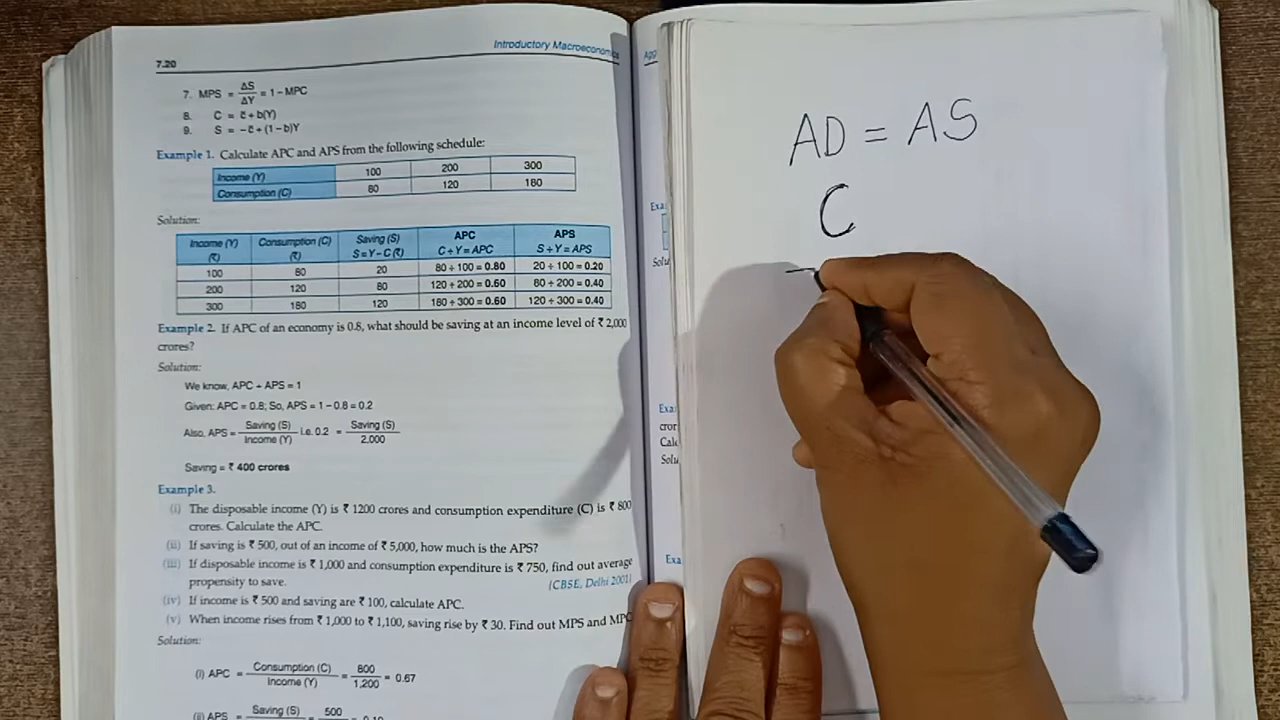 7.20 Introductory Macroeconomics
7. MPS = ΔS/ΔY = 1 – MPC
8. C = c̄ + b(Y)
9. S = –c̄ + (1 – b)Y
Example 1. Calculate APC and APS from the following schedule:
Income (Y) 100 200 300
Consumption (C) 80 120 180
Solution:
Income (Y) (₹) Consumption (C) (₹) Saving (S) S = Y – C (₹) APC C ÷ Y = APC APS S ÷ Y = APS
100 80 20 80 ÷ 100 = 0.80 20 ÷ 100 = 0.20
200 120 80 120 ÷ 200 = 0.60 80 ÷ 200 = 0.40
300 180 120 180 ÷ 300 = 0.60 120 ÷ 300 = 0.40
Example 2. If APC of an economy is 0.8, what should be saving at an income level of ₹ 2,000
crores?
Solution:
We know, APC + APS = 1
Given: APC = 0.8; So, APS = 1 – 0.8 = 0.2
Also, APS = Saving (S)/Income (Y) i.e. 0.2 = Saving (S)/2,000
Saving = ₹ 400 crores
Example 3.
(i) The disposable income (Y) is ₹ 1200 crores and consumption expenditure (C) is ₹ 800
crores. Calculate the APC.
(ii) If saving is ₹ 500, out of an income of ₹ 5,000, how much is the APS?
(iii) If disposable income is ₹ 1,000 and consumption expenditure is ₹ 750, find out average
propensity to save. (CBSE, Delhi 2001)
(iv) If income is ₹ 500 and saving are ₹ 100, calculate APC.
(v) When income rises from ₹ 1,000 to ₹ 1,100, saving rise by ₹ 30. Find out MPS and MPC
Solution:
(i) APC = Consumption (C)/Income (Y) = 800/1,200 = 0.67
(ii) APS = Saving (S) = 500 = 0.10
AD = AS
C